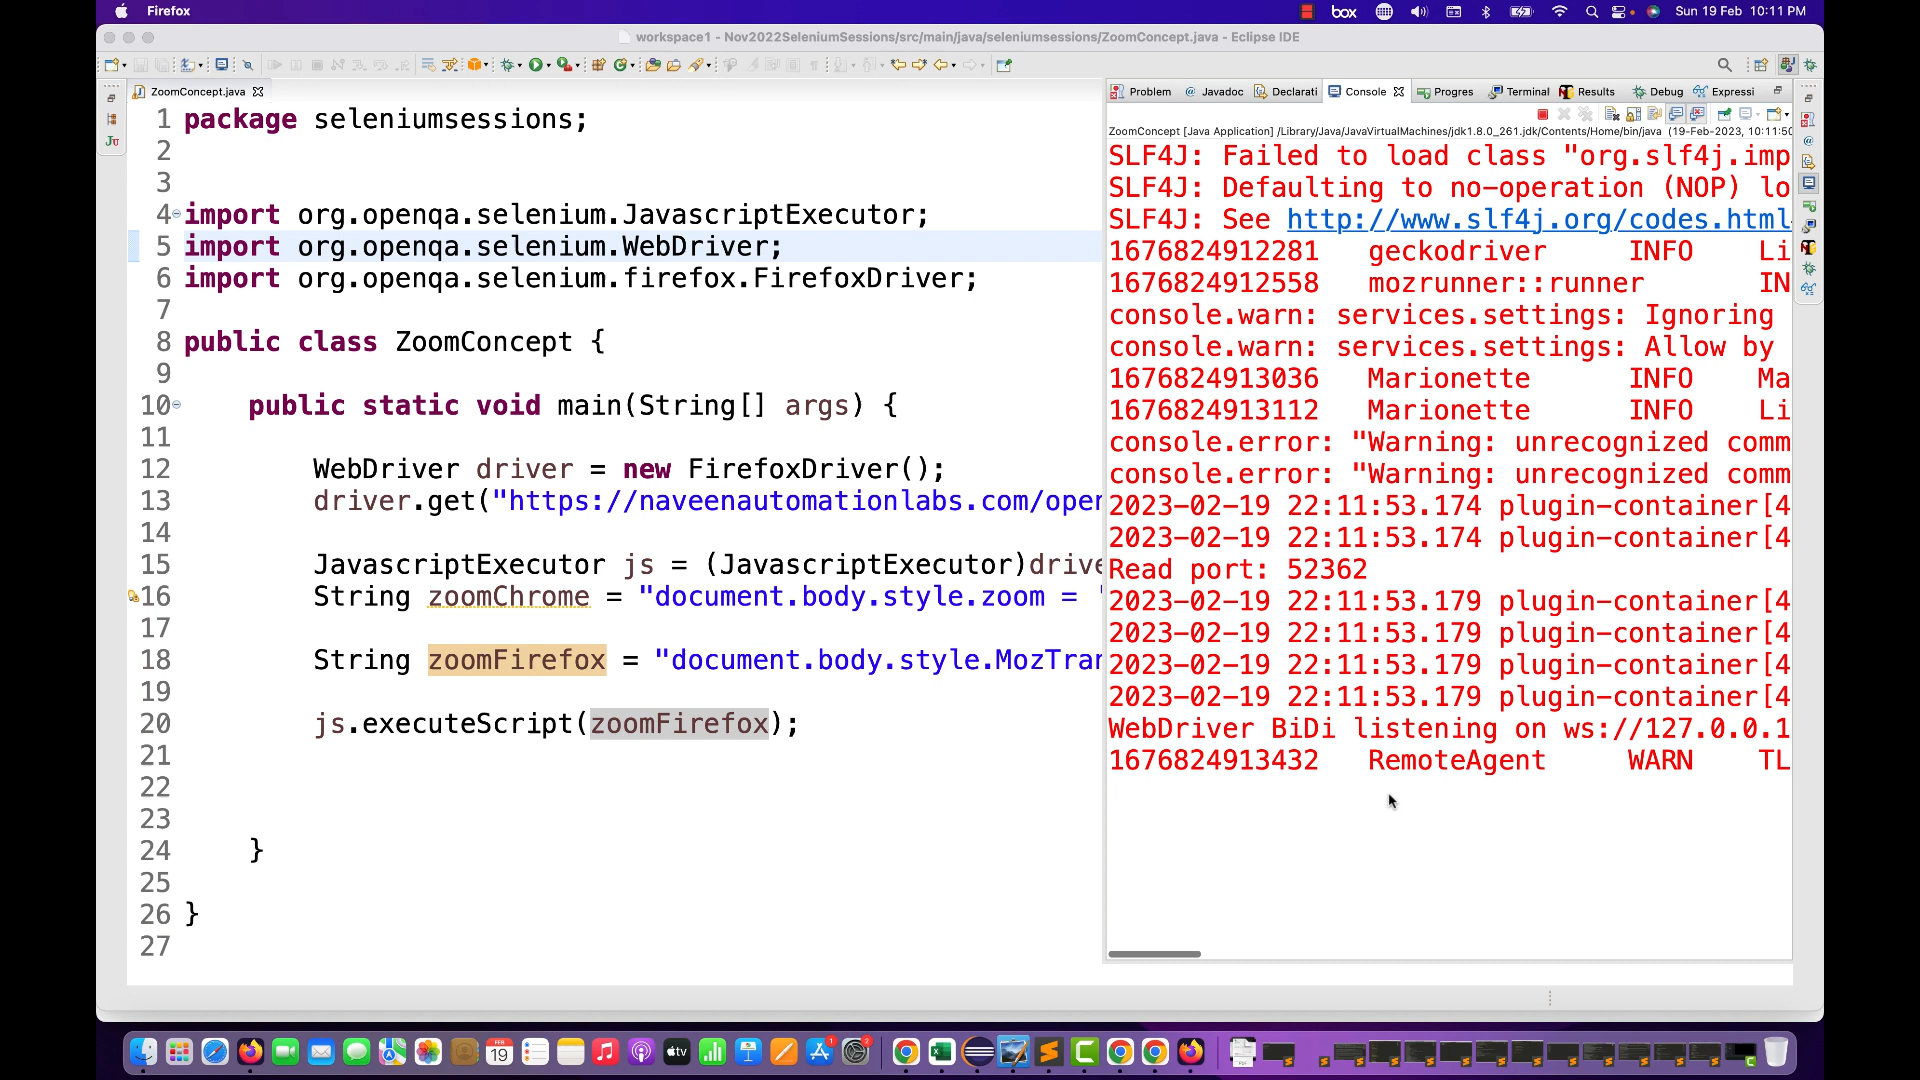 Firefox
box
Sun 19 Feb 10:11 PM
workspace1 - Nov2022SeleniumSessions/src/main/java/seleniumsessions/ZoomConcept.java - Eclipse IDE
ZoomConcept.java
1 package seleniumsessions;
2
3
4 import org.openqa.selenium.JavascriptExecutor;
5 import org.openqa.selenium.WebDriver;
6 import org.openqa.selenium.firefox.FirefoxDriver;
7
8 public class ZoomConcept {
9
10 public static void main(String[] args) {
11
12 WebDriver driver = new FirefoxDriver();
13 driver.get("https://naveenautomationlabs.com/open
14
15 JavascriptExecutor js = (JavascriptExecutor)drive
16 String zoomChrome = "document.body.style.zoom = '
17
18 String zoomFirefox = "document.body.style.MozTran
19
20 js.executeScript(zoomFirefox);
21
22
23
24 }
25
26 }
27
Problem Javadoc Declarati Console Progres Terminal Results Debug Expressi
ZoomConcept [Java Application] /Library/Java/JavaVirtualMachines/jdk1.8.0_261.jdk/Contents/Home/bin/java (19-Feb-2023, 10:11:50
SLF4J: Failed to load class "org.slf4j.imp
SLF4J: Defaulting to no-operation (NOP) lo
SLF4J: See http://www.slf4j.org/codes.html
1676824912281 geckodriver INFO Li
1676824912558 mozrunner::runner IN
console.warn: services.settings: Ignoring
console.warn: services.settings: Allow by
1676824913036 Marionette INFO Ma
1676824913112 Marionette INFO Li
console.error: "Warning: unrecognized comm
console.error: "Warning: unrecognized comm
2023-02-19 22:11:53.174 plugin-container[4
2023-02-19 22:11:53.174 plugin-container[4
Read port: 52362
2023-02-19 22:11:53.179 plugin-container[4
2023-02-19 22:11:53.179 plugin-container[4
2023-02-19 22:11:53.179 plugin-container[4
2023-02-19 22:11:53.179 plugin-container[4
WebDriver BiDi listening on ws://127.0.0.1
1676824913432 RemoteAgent WARN TL
FEB
19
tv